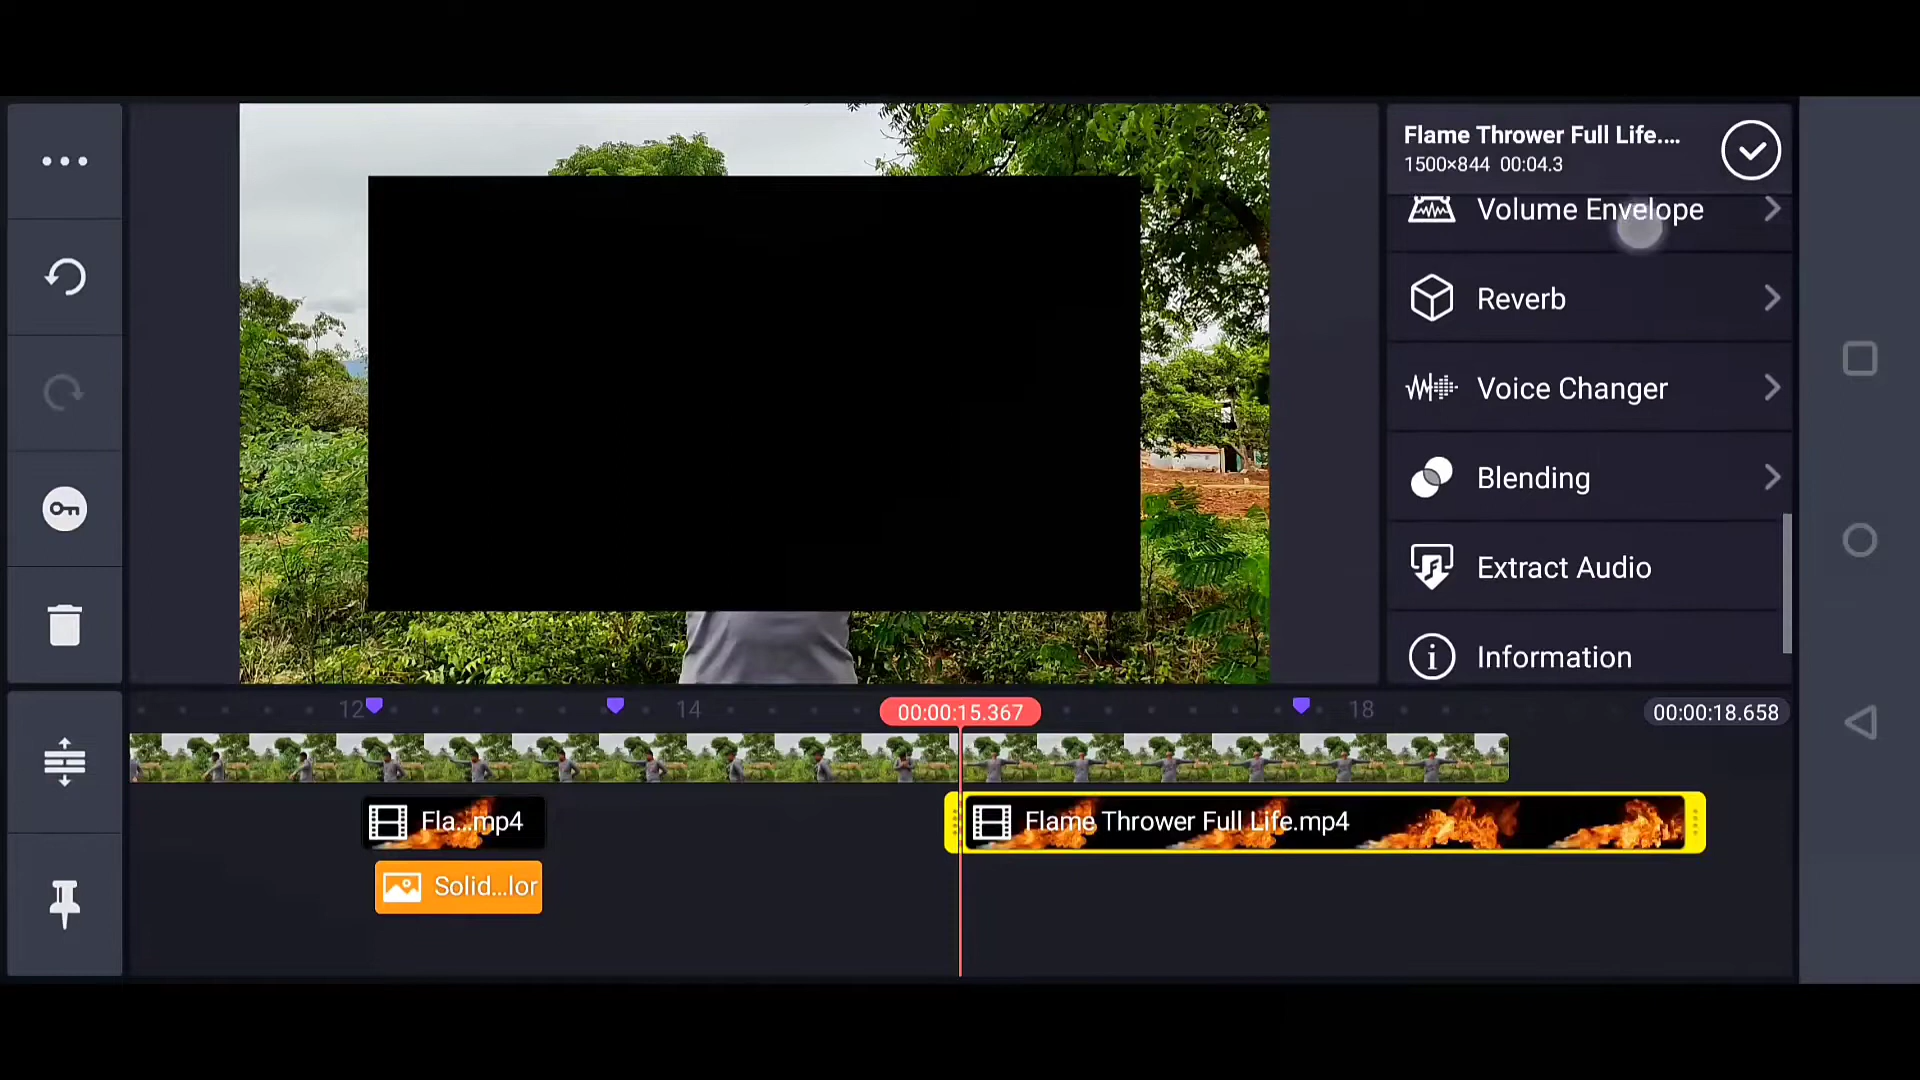 Flame Thrower Full Life....
1500×844 00:04.3
Volume Envelope
Reverb
Voice Changer
Blending
Extract Audio
Information
12
14
00:00:15.367
18
00:00:18.658
Fla...mp4
Flame Thrower Full Life.mp4
Solid...lor